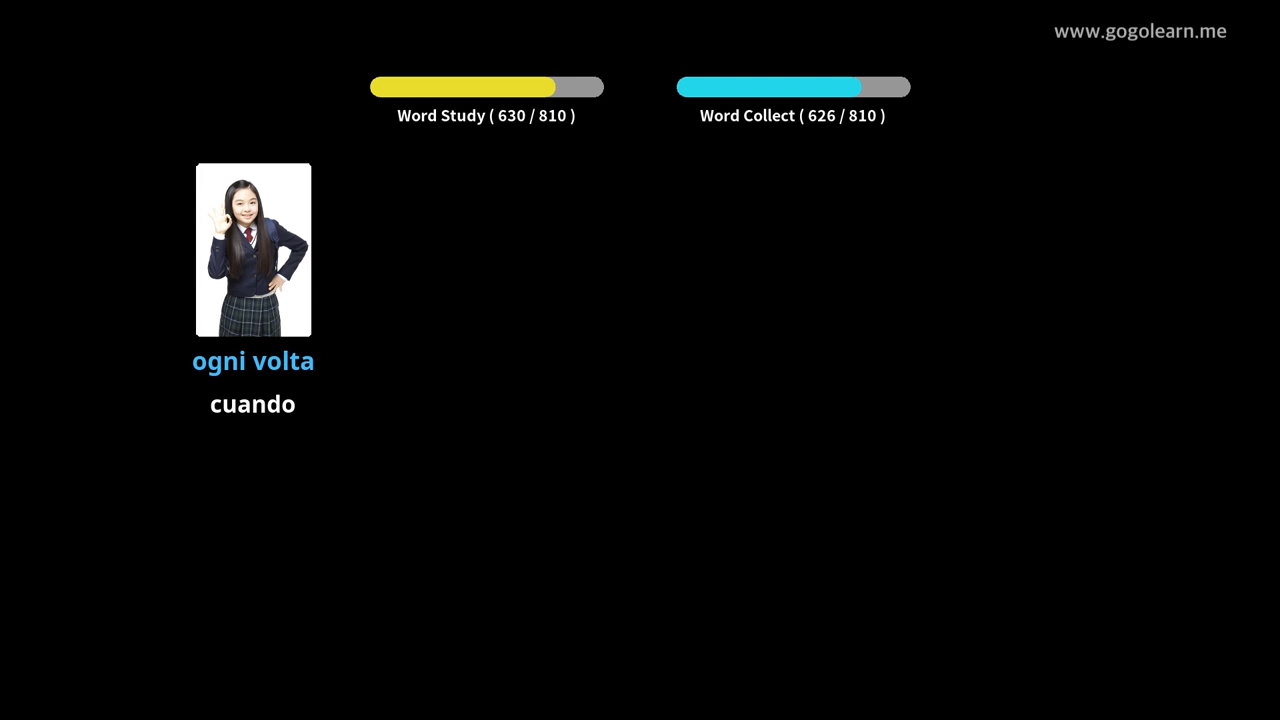 www.gogolearn.me
Word Study ( 630 / 810 )
Word Collect ( 626 / 810 )
ogni volta
cuando